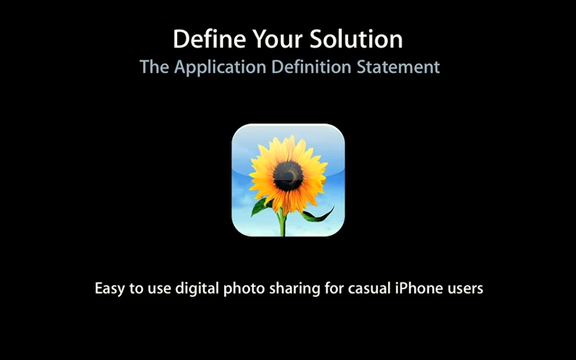 Define Your Solution
The Application Definition Statement
Easy to use digital photo sharing for casual iPhone users